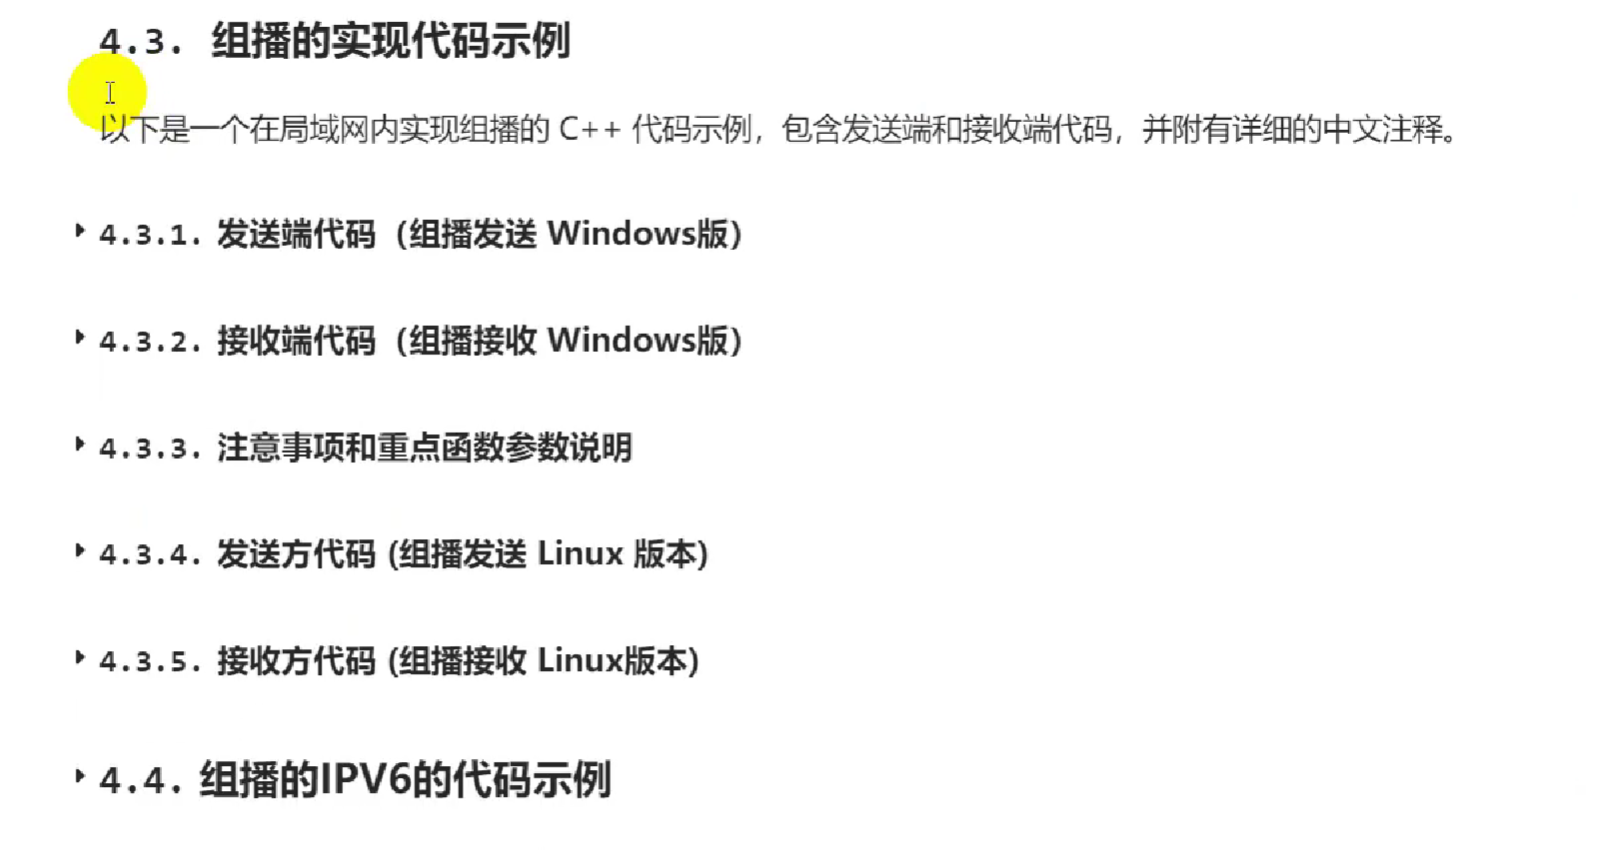 4.3. 组播的实现代码示例
以下是一个在局域网内实现组播的 C++ 代码示例，包含发送端和接收端代码，并附有详细的中文注释。
4.3.1. 发送端代码（组播发送 Windows版）
4.3.2. 接收端代码（组播接收 Windows版）
4.3.3. 注意事项和重点函数参数说明
4.3.4. 发送方代码 (组播发送 Linux 版本)
4.3.5. 接收方代码 (组播接收 Linux版本)
4.4. 组播的IPV6的代码示例